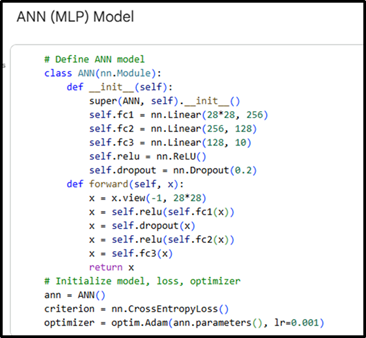 ANN (MLP) Model
# Define ANN model
class ANN(nn.Module):
    def __init__(self):
        super(ANN, self).__init__()
        self.fc1 = nn.Linear(28*28, 256)
        self.fc2 = nn.Linear(256, 128)
        self.fc3 = nn.Linear(128, 10)
        self.relu = nn.ReLU()
        self.dropout = nn.Dropout(0.2)
    def forward(self, x):
        x = x.view(-1, 28*28)
        x = self.relu(self.fc1(x))
        x = self.dropout(x)
        x = self.relu(self.fc2(x))
        x = self.fc3(x)
        return x
# Initialize model, loss, optimizer
ann = ANN()
criterion = nn.CrossEntropyLoss()
optimizer = optim.Adam(ann.parameters(), lr=0.001)